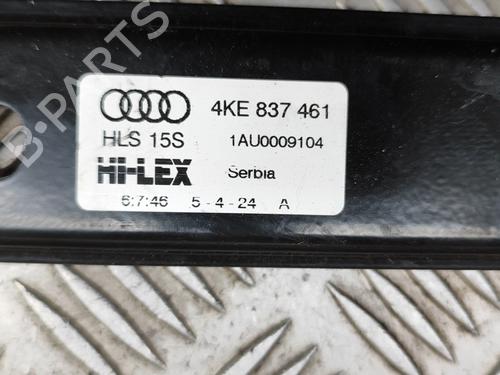 4KE 837 461
HLS 15S 1AU0009104
HI-LEX Serbia
6:7:46 5-4-24 A
B-PARTS